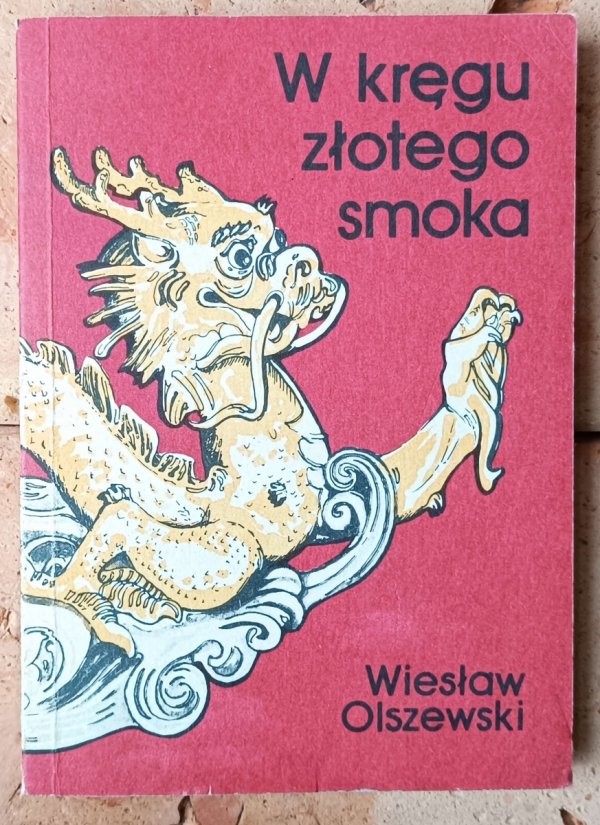 W kręgu
złotego
smoka
Wiesław
Olszewski